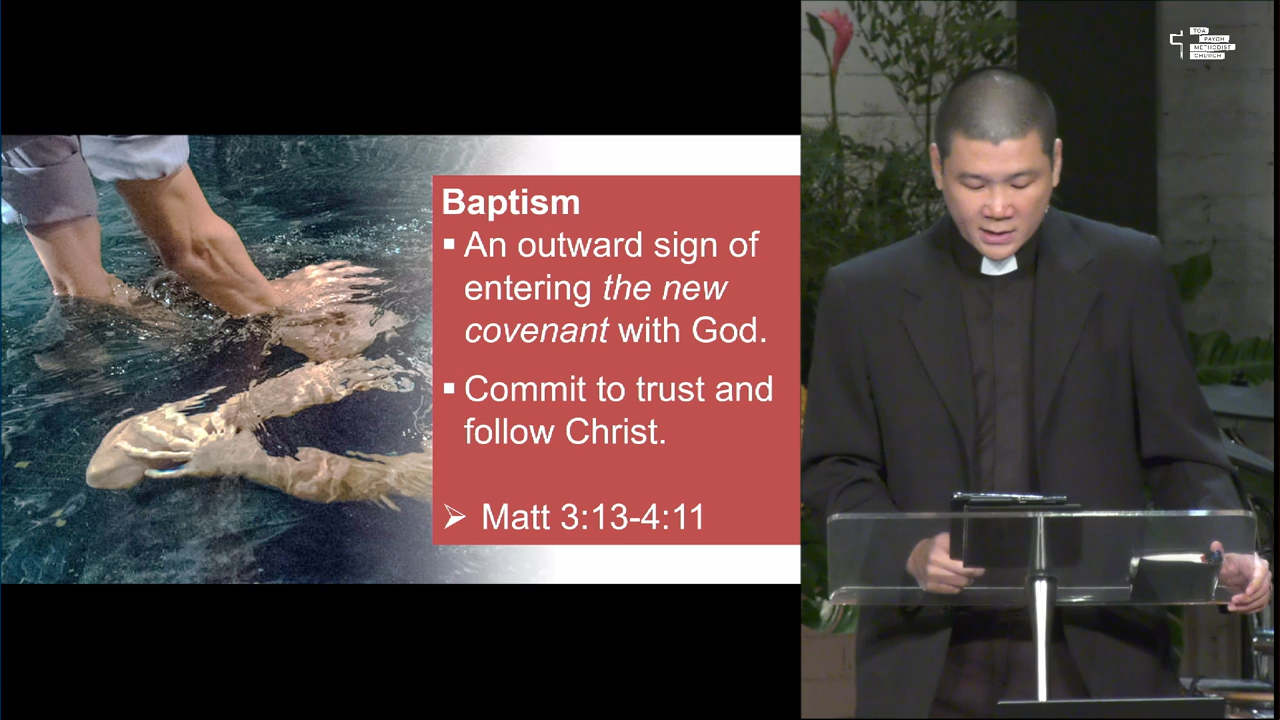 Baptism
▪ An outward sign of
entering the new
covenant with God.
▪ Commit to trust and
follow Christ.
➢ Matt 3:13-4:11
TOA
PAYOH
METHODIST
CHURCH